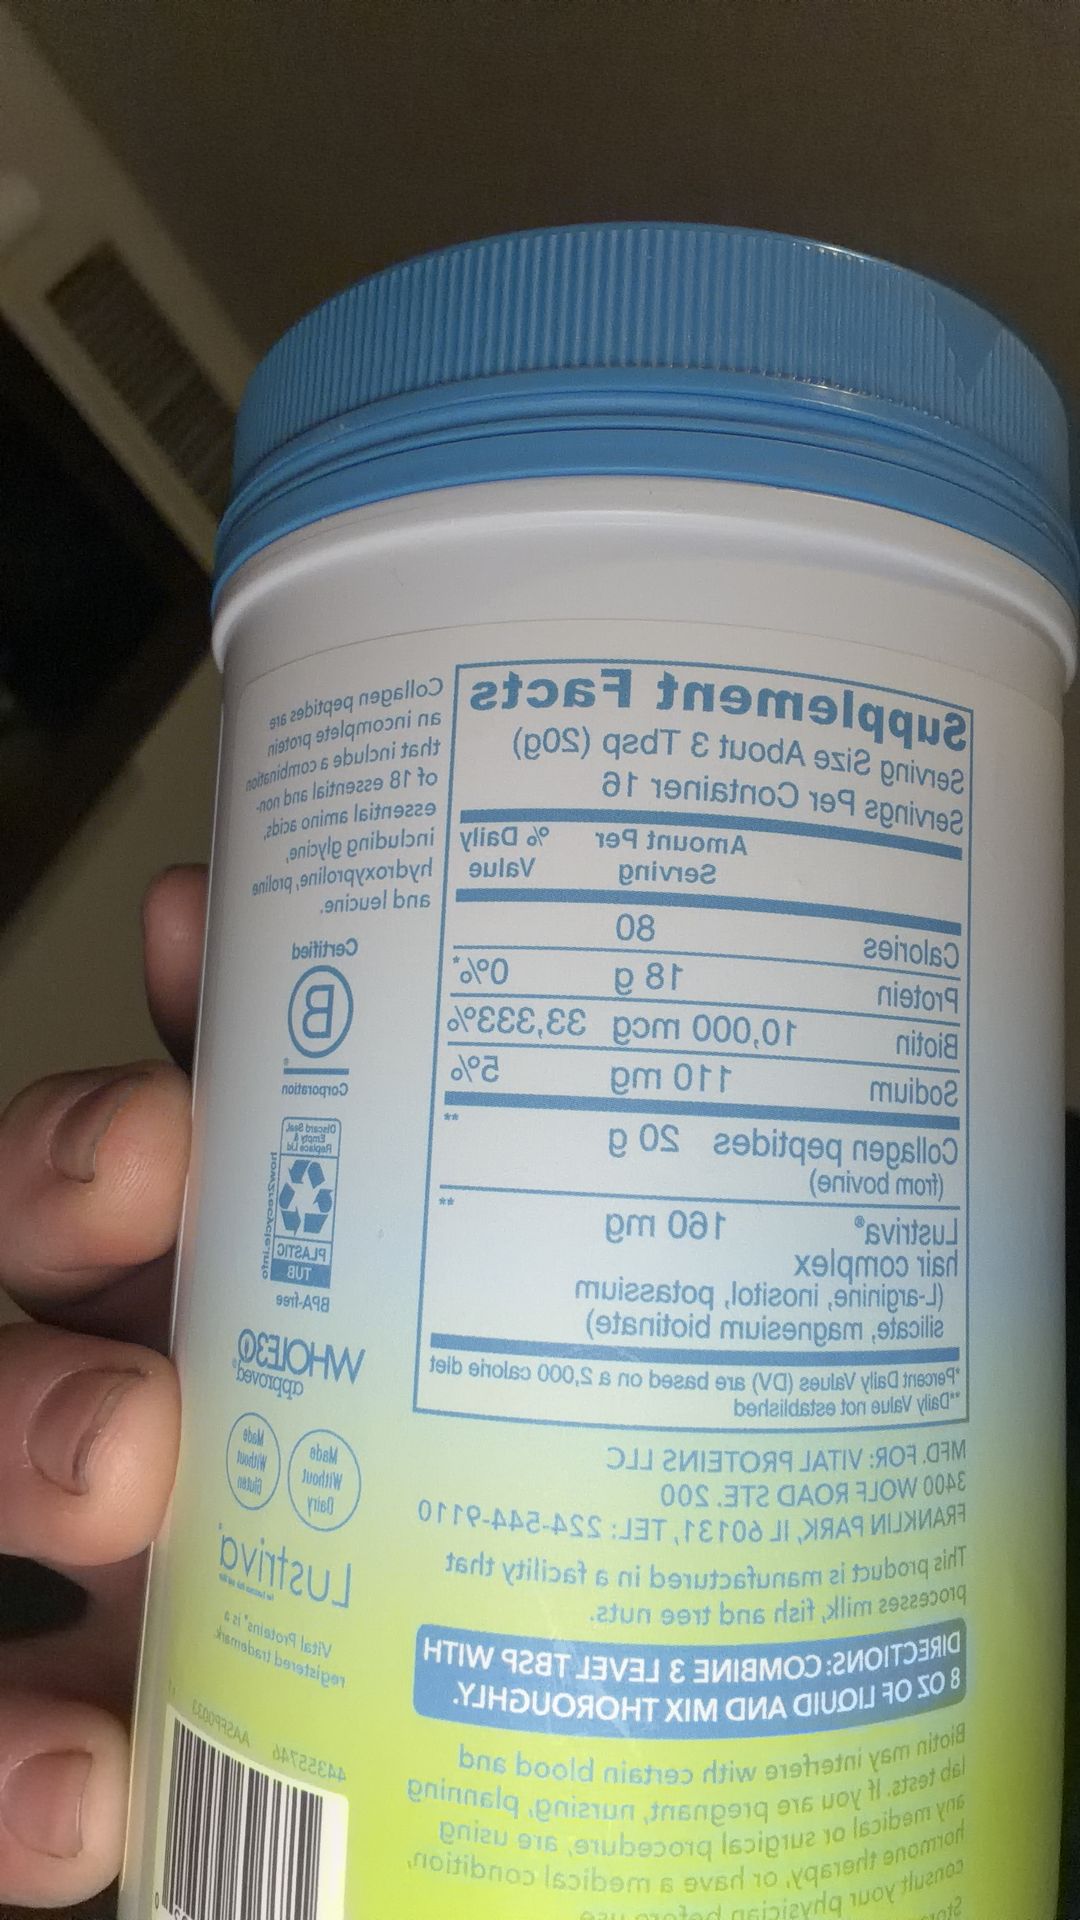 Supplement Facts
Serving Size About 3 Tbsp (20g)
Servings Per Container 16
Amount Per Serving % Daily Value
Calories 80
Protein 18 g 0%*
Biotin 10,000 mcg 33,333%
Sodium 110 mg 5%
Collagen peptides 20 g **
(from bovine)
Lustriva® 160 mg **
hair complex
(L-arginine, inositol, potassium
silicate, magnesium biotinate)
*Percent Daily Values (DV) are based on a 2,000 calorie diet
**Daily Value not established
MFD. FOR: VITAL PROTEINS LLC
3400 WOLF ROAD STE. 200
FRANKLIN PARK, IL 60131, TEL: 224-544-9110
This product is manufactured in a facility that
processes milk, fish and tree nuts.
DIRECTIONS: COMBINE 3 LEVEL TBSP WITH
8 OZ OF LIQUID AND MIX THOROUGHLY.
Biotin may interfere with certain blood and
lab tests. If you are pregnant, nursing, planning
any medical or surgical procedure, are using
hormone therapy, or have a medical condition,
consult your physician before use
Collagen peptides are
an incomplete protein
that include a combination
of 18 essential and non-
essential amino acids,
including glycine,
hydroxyproline, proline
and leucine.
Certified
B
®
Corporation
Discard Seal,
Empty &
Replace Lid
how2recycle.info
PLASTIC
TUB
BPA-free
WHOLE30
approved®
Made
Without
Dairy
Made
Without
Gluten
Lustriva
Vital Proteins® is a
registered trademark.
44355746 AASFP0033